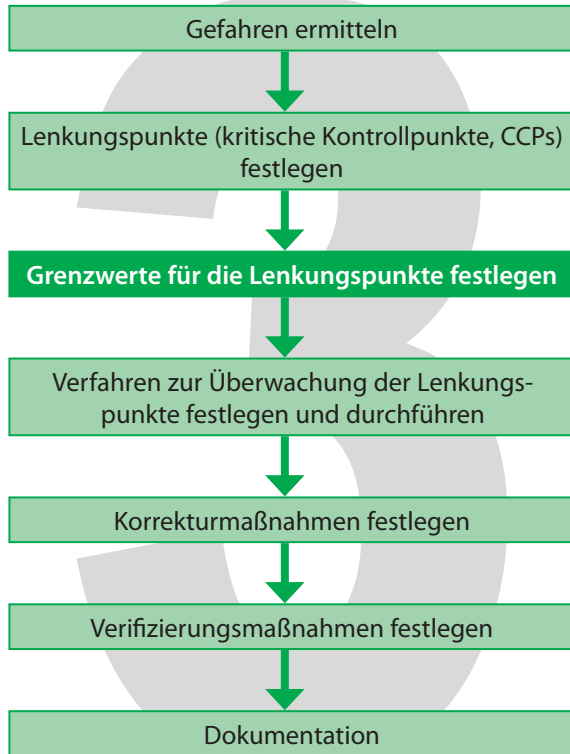 Gefahren ermitteln
Lenkungspunkte (kritische Kontrollpunkte, CCPs)
festlegen
Grenzwerte für die Lenkungspunkte festlegen
Verfahren zur Überwachung der Lenkungs-
punkte festlegen und durchführen
Korrekturmaßnahmen festlegen
Verifizierungsmaßnahmen festlegen
Dokumentation
3